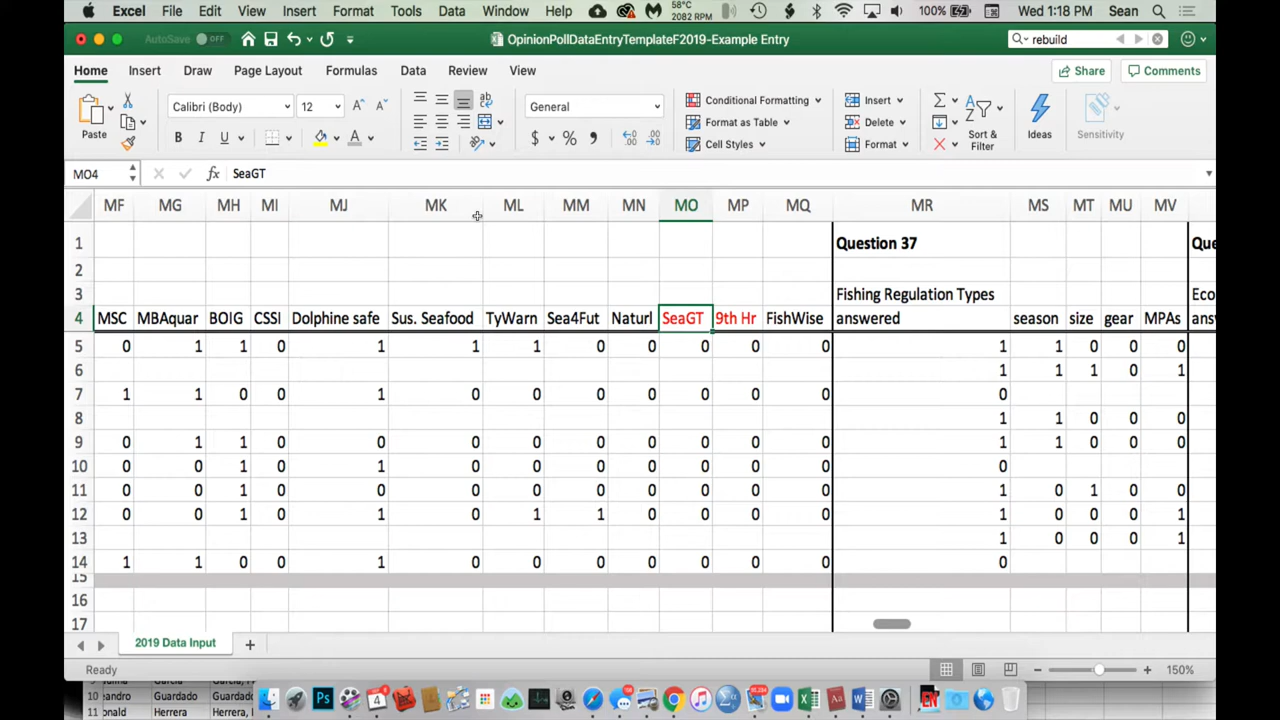 Excel File Edit View Insert Format Tools Data Window Help 58°C 2082 RPM 100% Wed 1:18 PM Sean
AutoSave OFF OpinionPollDataEntryTemplateF2019-Example Entry rebuild
Home Insert Draw Page Layout Formulas Data Review View Share Comments
Calibri (Body) 12 General Conditional Formatting Insert
Paste B I U A $ % Format as Table Delete Sort & Filter Ideas Sensitivity
Cell Styles Format
MO4 fx SeaGT
MF MG MH MI MJ MK ML MM MN MO MP MQ MR MS MT MU MV
1 Question 37 Que
2
3 Fishing Regulation Types Eco
4 MSC MBAquar BOIG CSSI Dolphine safe Sus. Seafood TyWarn Sea4Fut Naturl SeaGT 9th Hr FishWise answered season size gear MPAs ans
5 0 1 1 0 1 1 1 0 0 0 0 0 1 1 0 0 0
6 1 1 1 0 1
7 1 1 0 0 1 0 0 0 0 0 0 0 0
8 1 1 0 0 0
9 0 1 1 0 0 0 0 0 0 0 0 0 1 1 0 0 0
10 0 0 1 0 1 0 0 0 0 0 0 0 0
11 0 0 1 0 0 0 0 0 0 0 0 0 1 0 1 0 0
12 0 0 1 0 1 0 1 1 0 0 0 0 1 0 0 0 1
13 1 0 0 0 1
14 1 1 0 0 1 0 0 0 0 0 0 0 0
15
16
17
2019 Data Input +
Ready 150%
10 eandro Guardado Guardado,
11 onald Herrera Herrera,